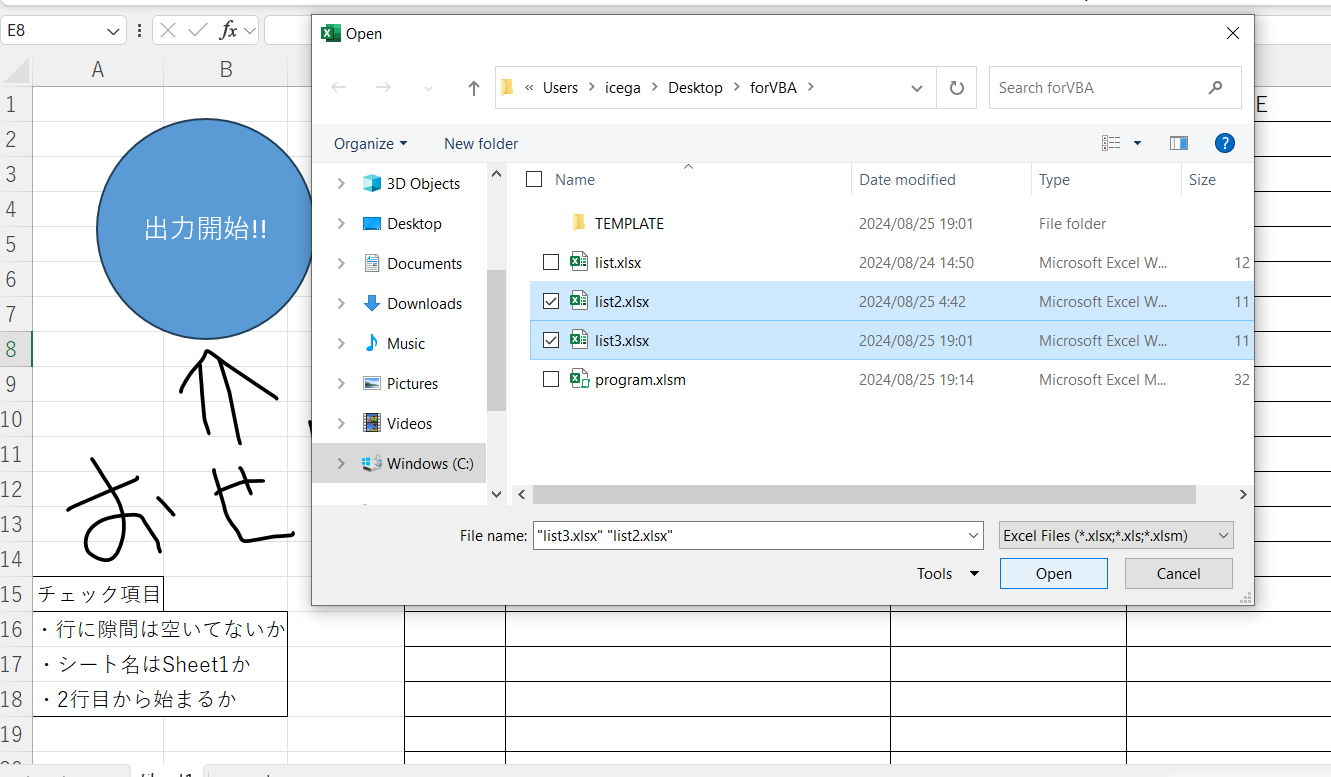 E8
fx
Open
« Users > icega > Desktop > forVBA >
Search forVBA
A B
E
Organize
New folder
?
3D Objects
Desktop
Documents
Downloads
Music
Pictures
Videos
Windows (C:)
Name Date modified Type Size
TEMPLATE 2024/08/25 19:01 File folder
list.xlsx 2024/08/24 14:50 Microsoft Excel W... 12
list2.xlsx 2024/08/25 4:42 Microsoft Excel W... 11
list3.xlsx 2024/08/25 19:01 Microsoft Excel W... 11
program.xlsm 2024/08/25 19:14 Microsoft Excel M... 32
File name: "list3.xlsx" "list2.xlsx"
Excel Files (*.xlsx;*.xls;*.xlsm)
Tools
Open
Cancel
1
2
3
4
5
6
7
8
9
10
11
12
13
14
15
16
17
18
19
出力開始!!
おせ
チェック項目
・行に隙間は空いてないか
・シート名はSheet1か
・2行目から始まるか